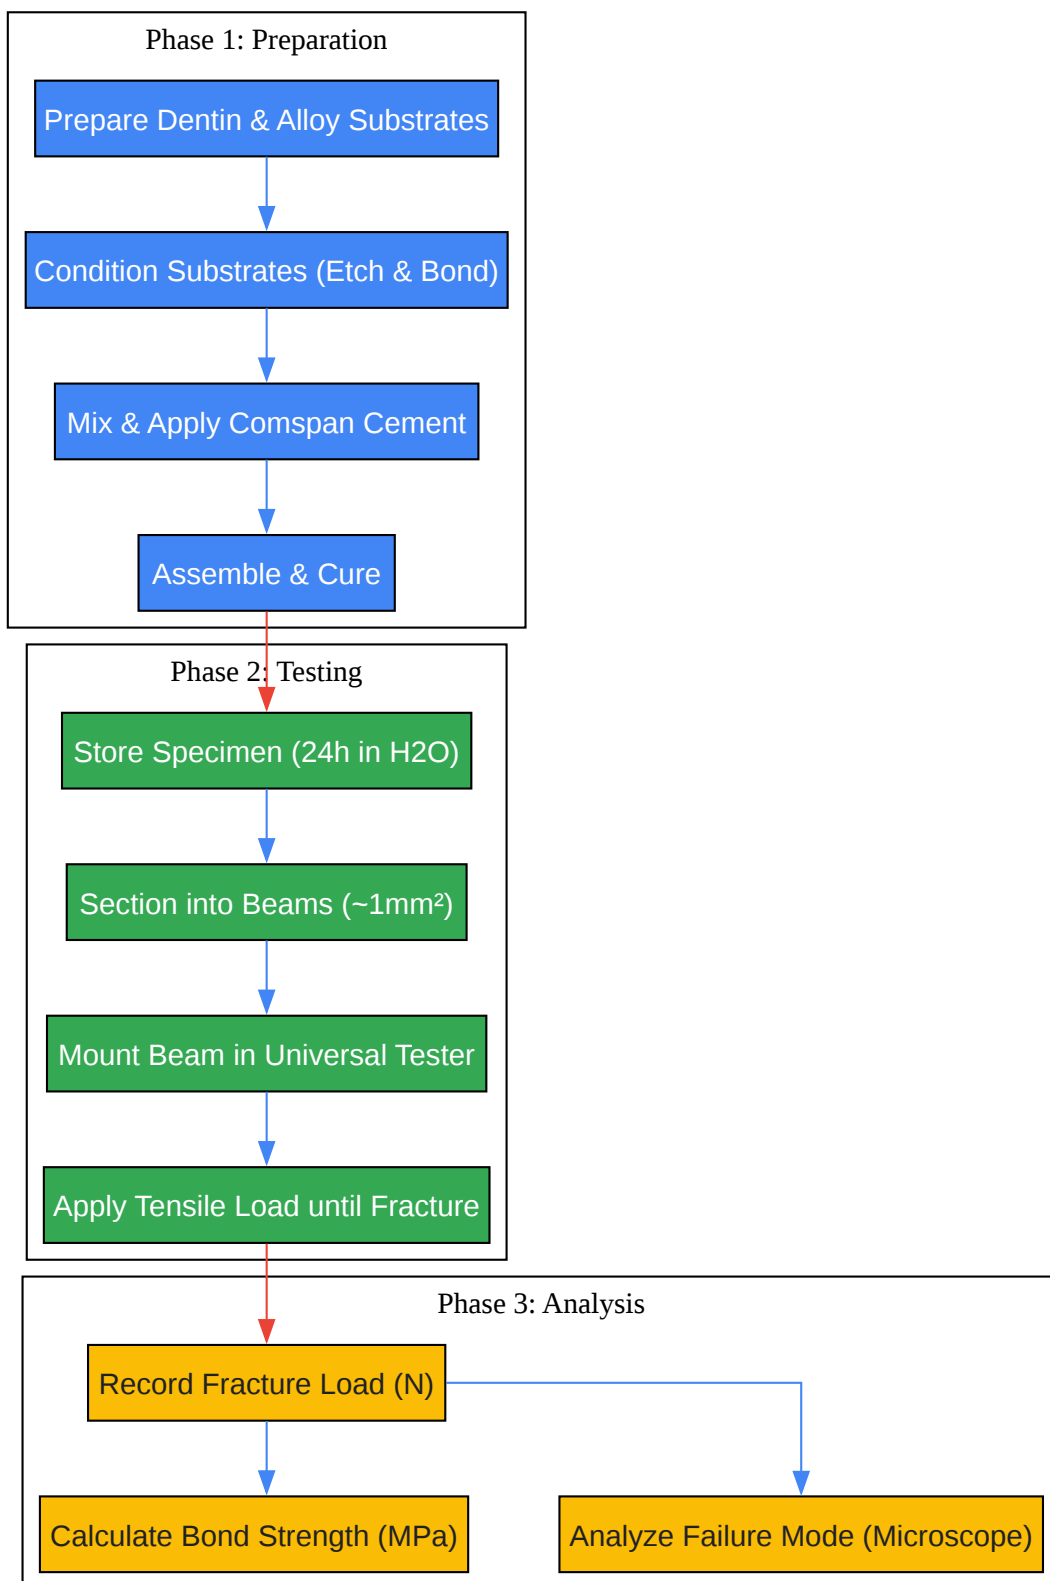 Phase 1: Preparation
Prepare Dentin & Alloy Substrates
Condition Substrates (Etch & Bond)
Mix & Apply Comspan Cement
Assemble & Cure
Phase 2: Testing
Store Specimen (24h in H2O)
Section into Beams (~1mm²)
Mount Beam in Universal Tester
Apply Tensile Load until Fracture
Phase 3: Analysis
Record Fracture Load (N)
Calculate Bond Strength (MPa)
Analyze Failure Mode (Microscope)